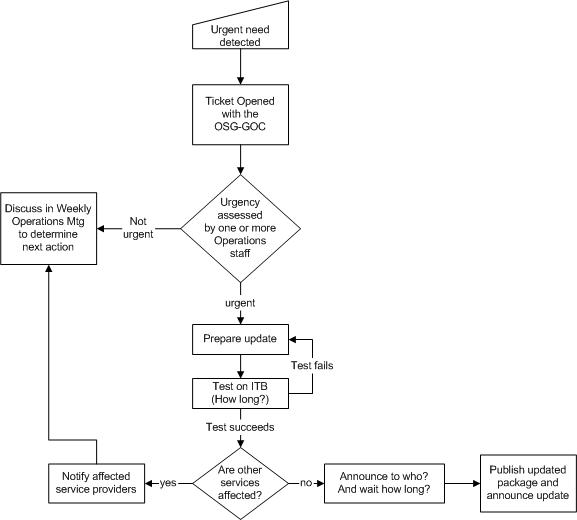 Urgent need
detected
Ticket Opened
with the
OSG-GOC
Urgency
assessed
by one or more
Operations
staff
Not
urgent
Discuss in Weekly
Operations Mtg
to determine
next action
urgent
Prepare update
Test fails
Test on ITB
(How long?)
Test succeeds
Are other
services
affected?
yes
Notify affected
service providers
no
Announce to who?
And wait how long?
Publish updated
package and
announce update